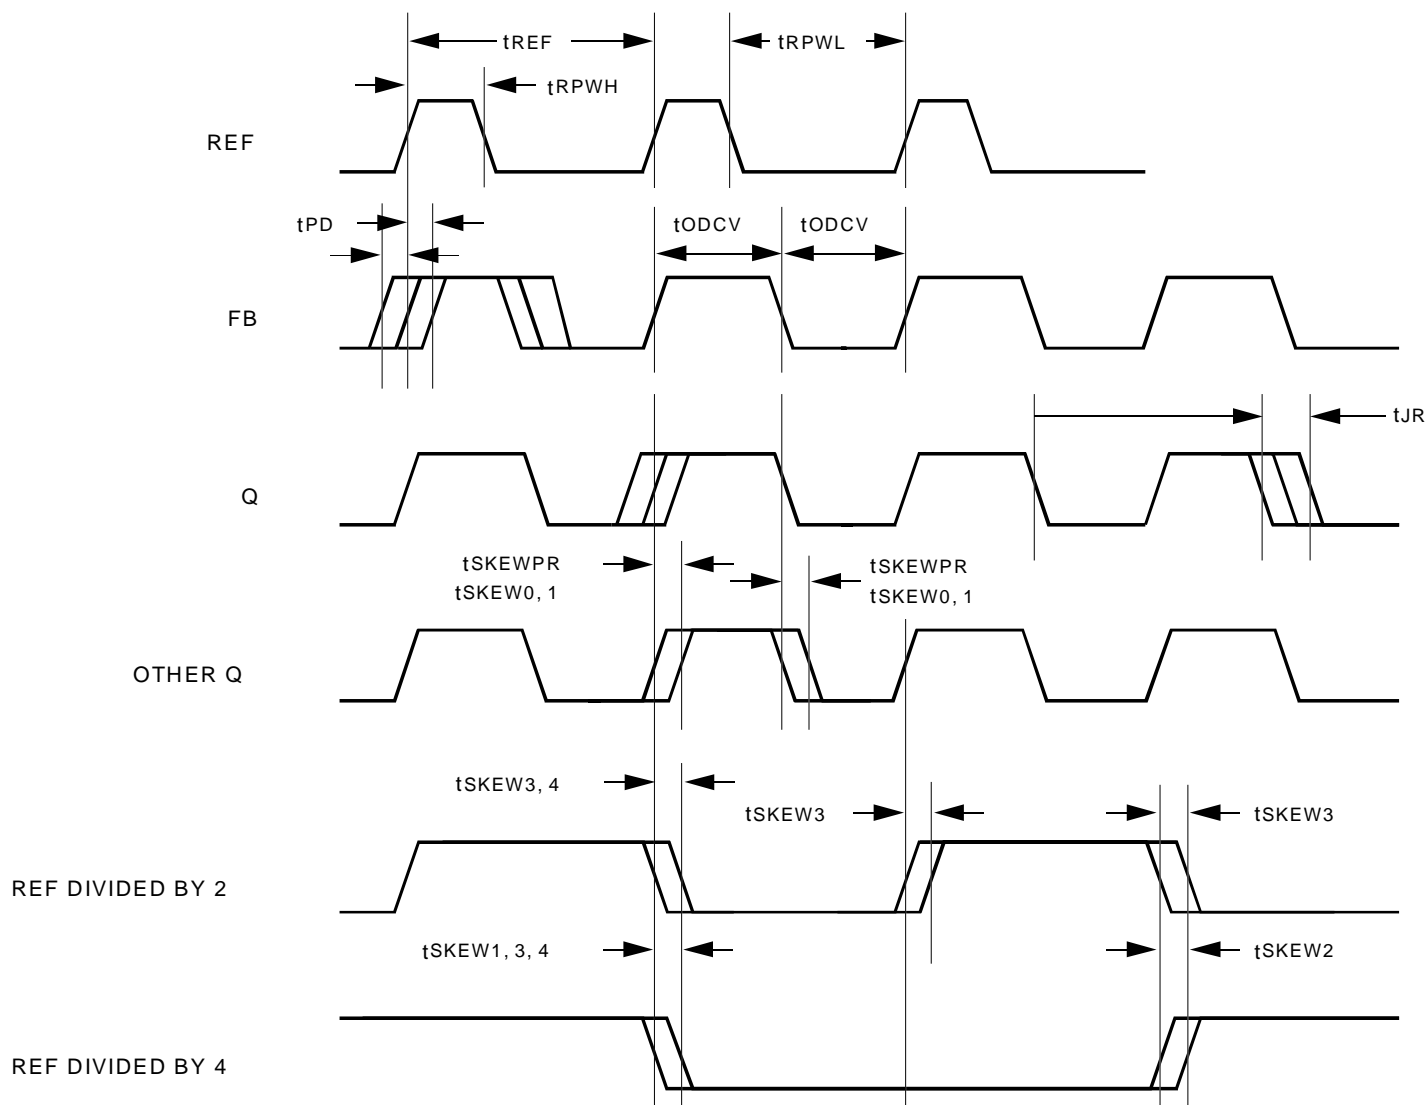 tREF
tRPWL
tRPWH
REF
tPD
tODCV
tODCV
FB
tJR
Q
tSKEWPR
tSKEW0, 1
tSKEWPR
tSKEW0, 1
OTHER Q
tSKEW3, 4
tSKEW3
tSKEW3
REF DIVIDED BY 2
tSKEW1, 3, 4
tSKEW2
REF DIVIDED BY 4